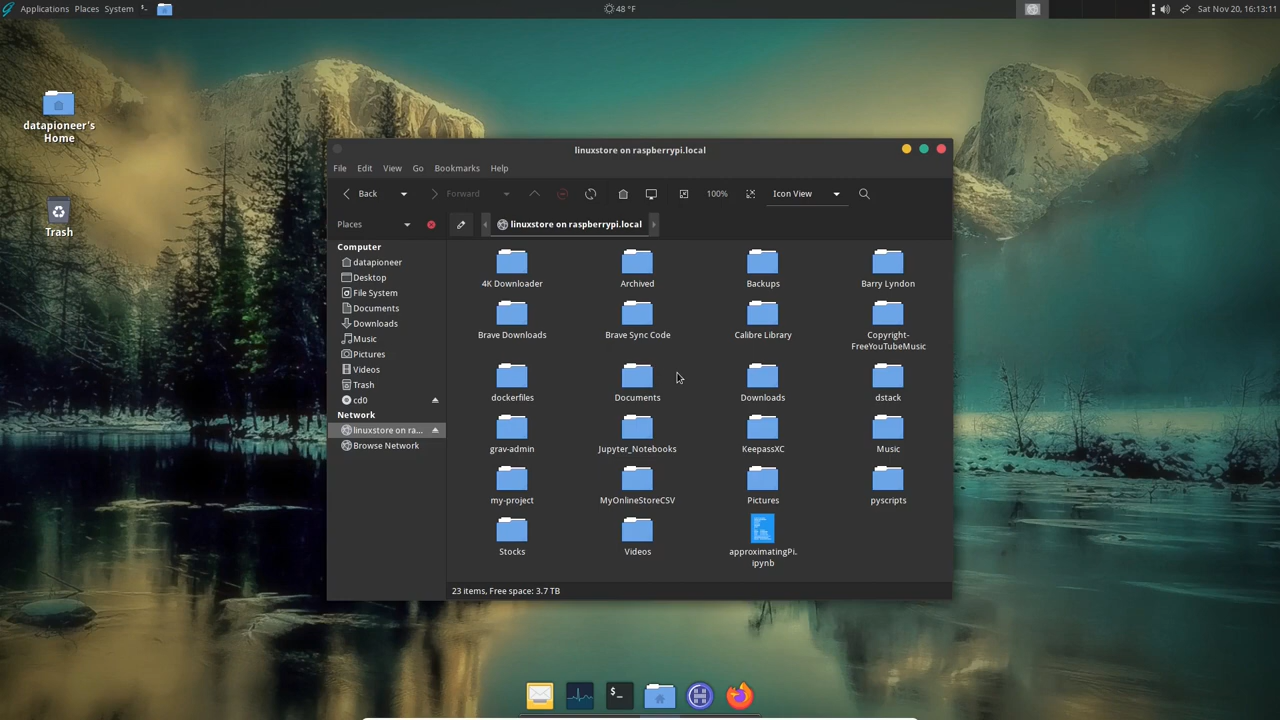 Applications Places System
48 °F
Sat Nov 20, 16:13:11
datapioneer's
Home
Trash
linuxstore on raspberrypi.local
File Edit View Go Bookmarks Help
Back Forward 100% Icon View
Places
linuxstore on raspberrypi.local
Computer
datapioneer
Desktop
File System
Documents
Downloads
Music
Pictures
Videos
Trash
cd0
Network
linuxstore on ra...
Browse Network
4K Downloader Archived Backups Barry Lyndon
Brave Downloads Brave Sync Code Calibre Library Copyright-
FreeYouTubeMusic
dockerfiles Documents Downloads dstack
grav-admin Jupyter_Notebooks KeepassXC Music
my-project MyOnlineStoreCSV Pictures pyscripts
Stocks Videos approximatingPi.
ipynb
23 items, Free space: 3.7 TB
$_